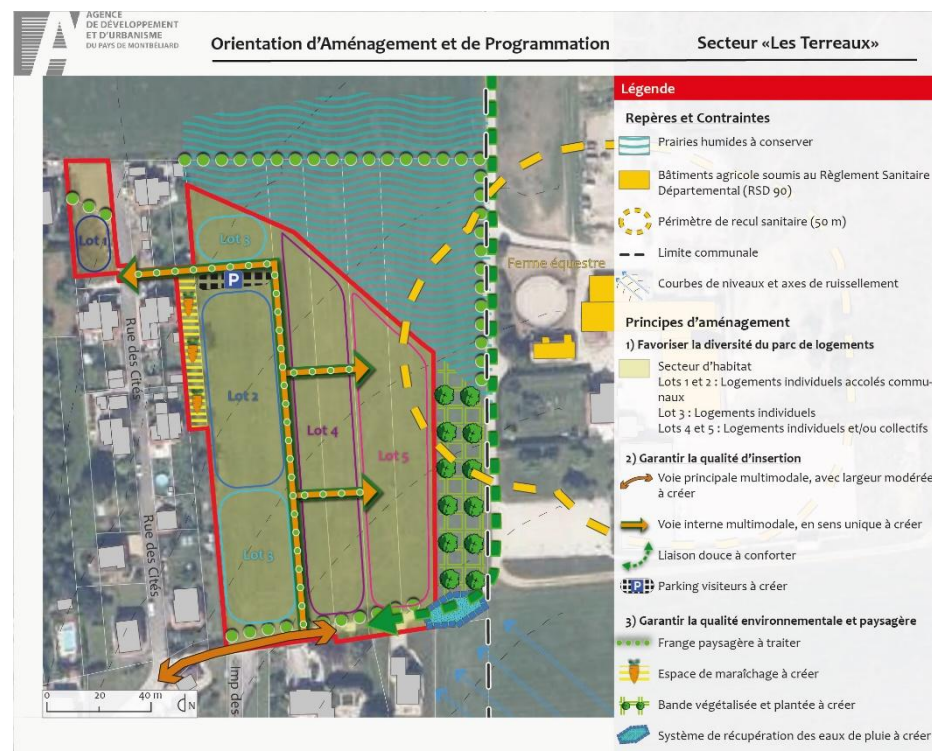 AGENCE
DE DÉVELOPPEMENT
ET D'URBANISME
DU PAYS DE MONTBÉLIARD
Orientation d'Aménagement et de Programmation
Secteur «Les Terreaux»
Légende
Repères et Contraintes
Prairies humides à conserver
Bâtiments agricole soumis au Règlement Sanitaire
Départemental (RSD 90)
Périmètre de recul sanitaire (50 m)
Limite communale
Courbes de niveaux et axes de ruissellement
Principes d'aménagement
1) Favoriser la diversité du parc de logements
Secteur d'habitat
Lots 1 et 2 : Logements individuels accolés commu-
naux
Lot 3 : Logements individuels
Lots 4 et 5 : Logements individuels et/ou collectifs
2) Garantir la qualité d'insertion
Voie principale multimodale, avec largeur modérée
à créer
Voie interne multimodale, en sens unique à créer
Liaison douce à conforter
P
Parking visiteurs à créer
3) Garantir la qualité environnementale et paysagère
Frange paysagère à traiter
Espace de maraîchage à créer
Bande végétalisée et plantée à créer
Système de récupération des eaux de pluie à créer
Lot 1
Lot 3
Ferme équestre
P
Rue des Cités
Lot 2
Lot 4
Lot 5
Rue des Cités
Lot 3
Imp des
0 20 40 m
N